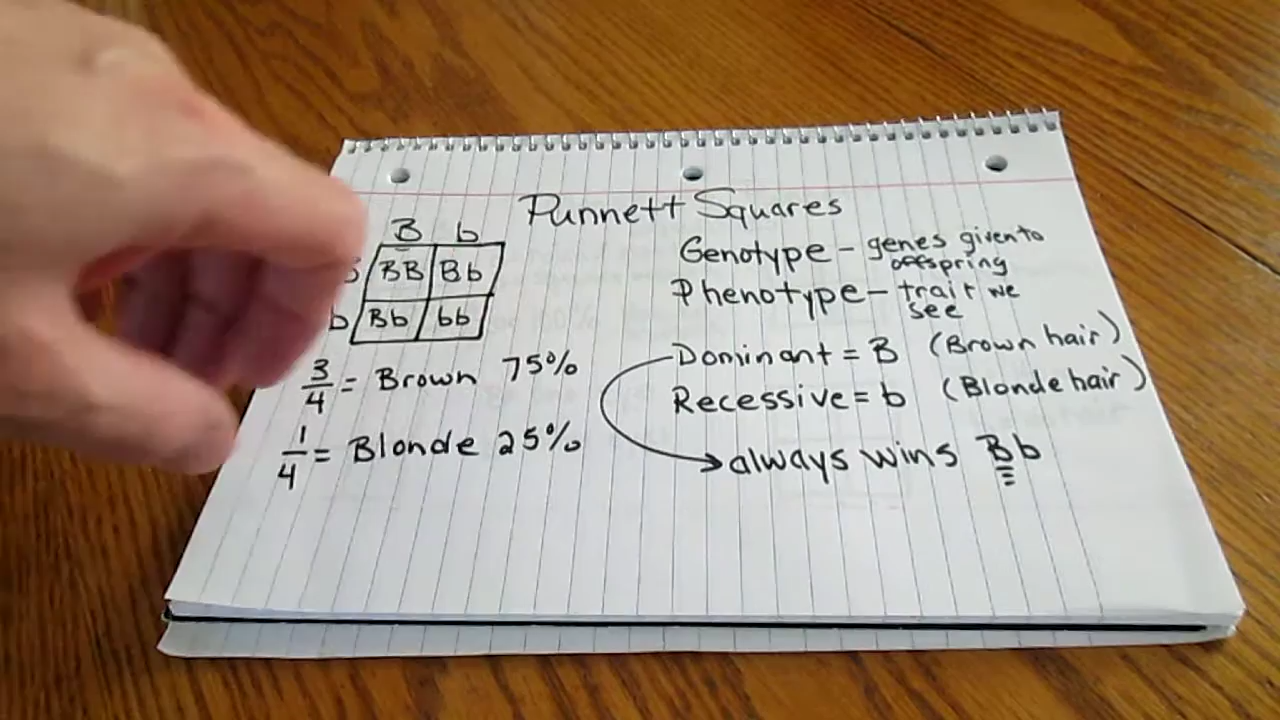 Punnett Squares
B b
BB Bb
b Bb bb
3/4 = Brown 75%
1/4 = Blonde 25%
Genotype - genes given to
offspring
Phenotype - trait we
see
Dominant = B (Brown hair)
Recessive = b (Blonde hair)
always wins Bb